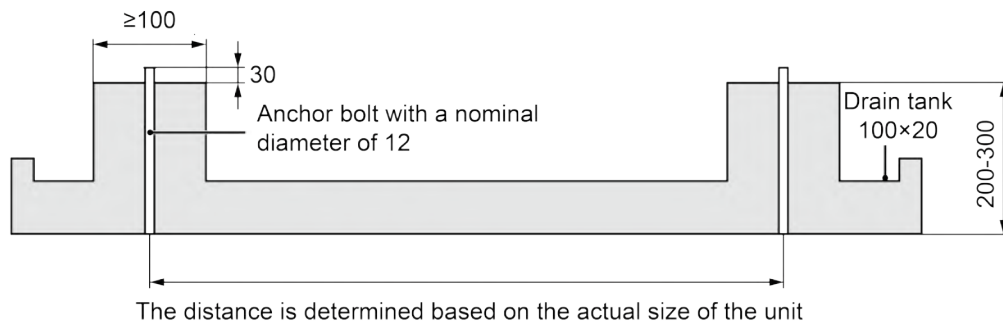 ≥100
30
Anchor bolt with a nominal
diameter of 12
Drain tank
100×20
200-300
The distance is determined based on the actual size of the unit